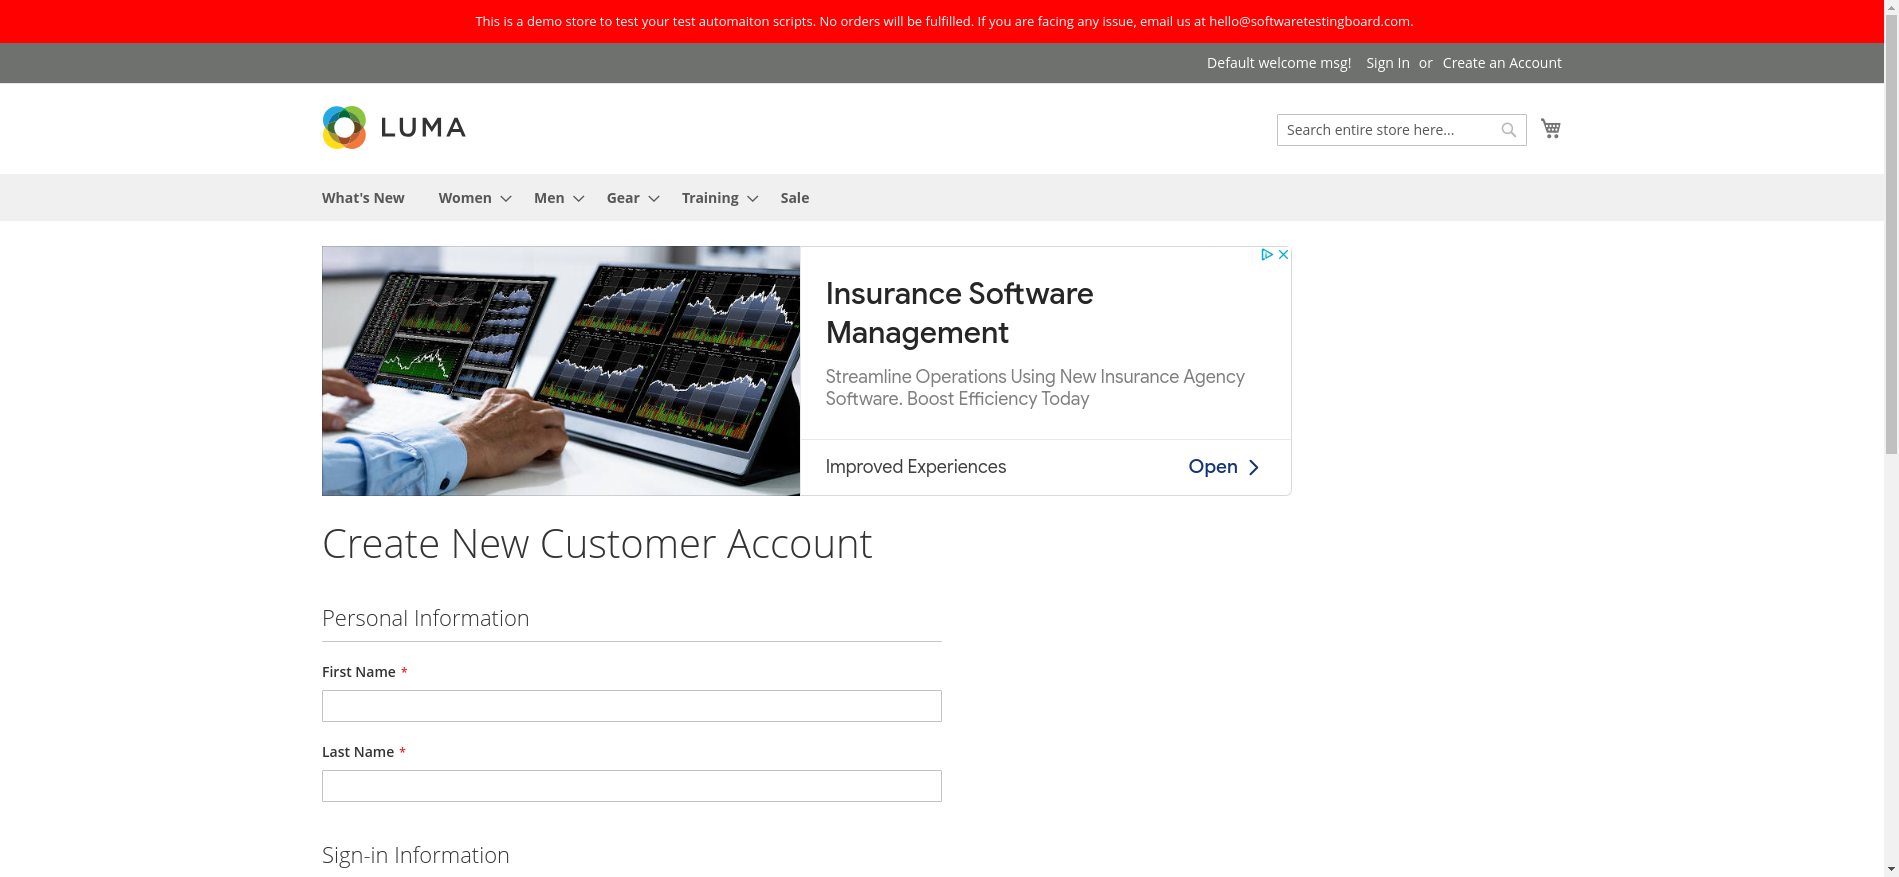 This is a demo store to test your test automaiton scripts. No orders will be fulfilled. If you are facing any issue, email us at hello@softwaretestingboard.com.
Default welcome msg! Sign In or Create an Account
LUMA
Search entire store here...
What's New Women Men Gear Training Sale
Insurance Software
Management
Streamline Operations Using New Insurance Agency
Software. Boost Efficiency Today
Improved Experiences Open
Create New Customer Account
Personal Information
First Name *
Last Name *
Sign-in Information